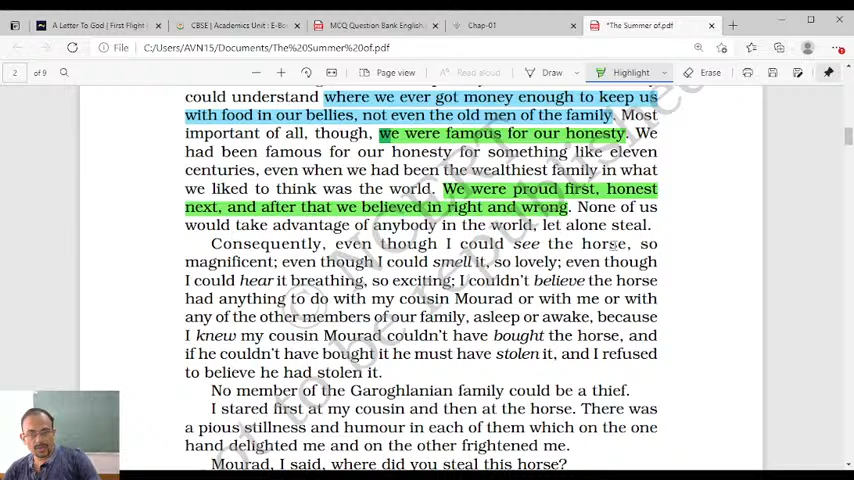 A Letter To God | First Flight
CBSE | Academics Unit : E-Boo
MCQ Question Bank English.
Chap-01
*The Summer of.pdf
File
C:/Users/AVN15/Documents/The%20Summer%20of.pdf
2 of 9
Page view
Read aloud
Draw
Highlight
Erase
could understand where we ever got money enough to keep us
with food in our bellies, not even the old men of the family. Most
important of all, though, we were famous for our honesty. We
had been famous for our honesty for something like eleven
centuries, even when we had been the wealthiest family in what
we liked to think was the world. We were proud first, honest
next, and after that we believed in right and wrong. None of us
would take advantage of anybody in the world, let alone steal.
Consequently, even though I could see the horse, so
magnificent; even though I could smell it, so lovely; even though
I could hear it breathing, so exciting; I couldn't believe the horse
had anything to do with my cousin Mourad or with me or with
any of the other members of our family, asleep or awake, because
I knew my cousin Mourad couldn't have bought the horse, and
if he couldn't have bought it he must have stolen it, and I refused
to believe he had stolen it.
No member of the Garoghlanian family could be a thief.
I stared first at my cousin and then at the horse. There was
a pious stillness and humour in each of them which on the one
hand delighted me and on the other frightened me.
Mourad, I said, where did you steal this horse?
© NCERT
not to be republished